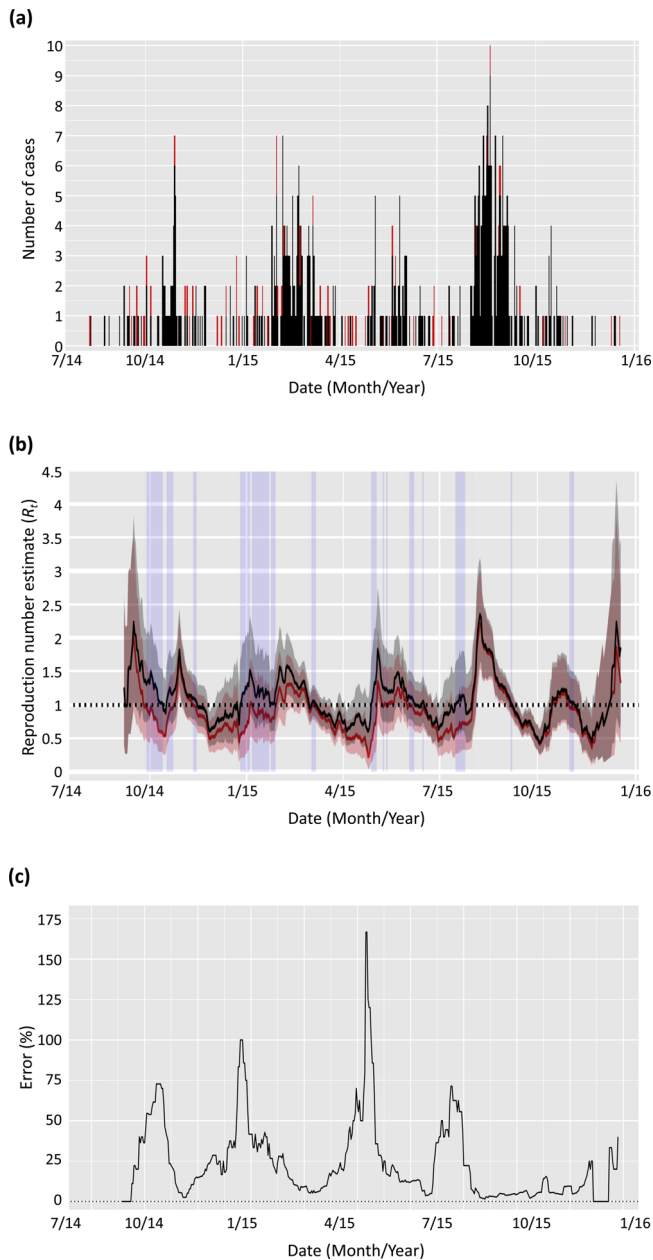 (a)
10
9
8
7
6
5
4
3
2
1
0
Number of cases
7/14 10/14 1/15 4/15 7/15 10/15 1/16
Date (Month/Year)
(b)
4.5
4
3.5
3
2.5
2
1.5
1
0.5
0
Reproduction number estimate (Rt)
7/14 10/14 1/15 4/15 7/15 10/15 1/16
Date (Month/Year)
(c)
175
150
125
100
75
50
25
0
Error (%)
7/14 10/14 1/15 4/15 7/15 10/15 1/16
Date (Month/Year)